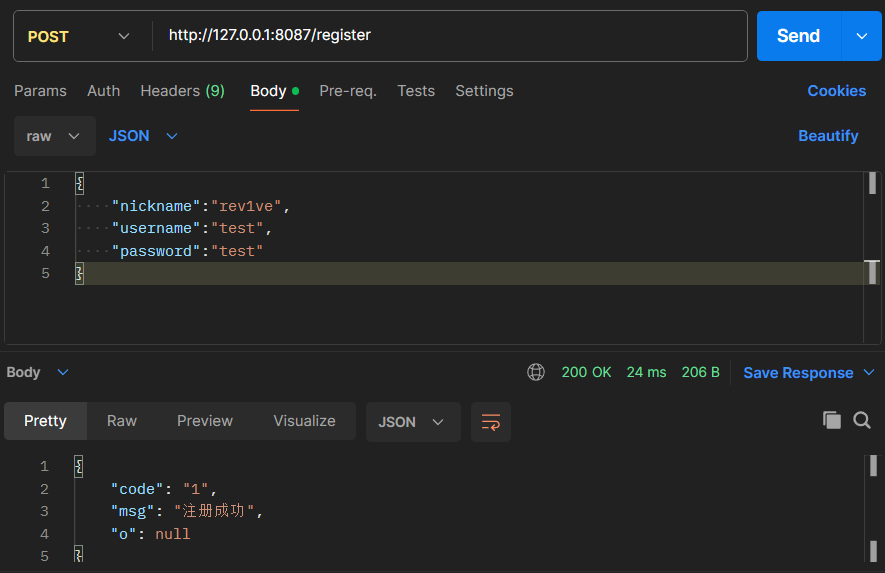 POST http://127.0.0.1:8087/register Send
Params Auth Headers (9) Body Pre-req. Tests Settings Cookies
raw JSON Beautify
1 {
2 "nickname":"rev1ve",
3 "username":"test",
4 "password":"test"
5 }
Body 200 OK 24 ms 206 B Save Response
Pretty Raw Preview Visualize JSON
1 {
2 "code": "1",
3 "msg": "注册成功",
4 "o": null
5 }